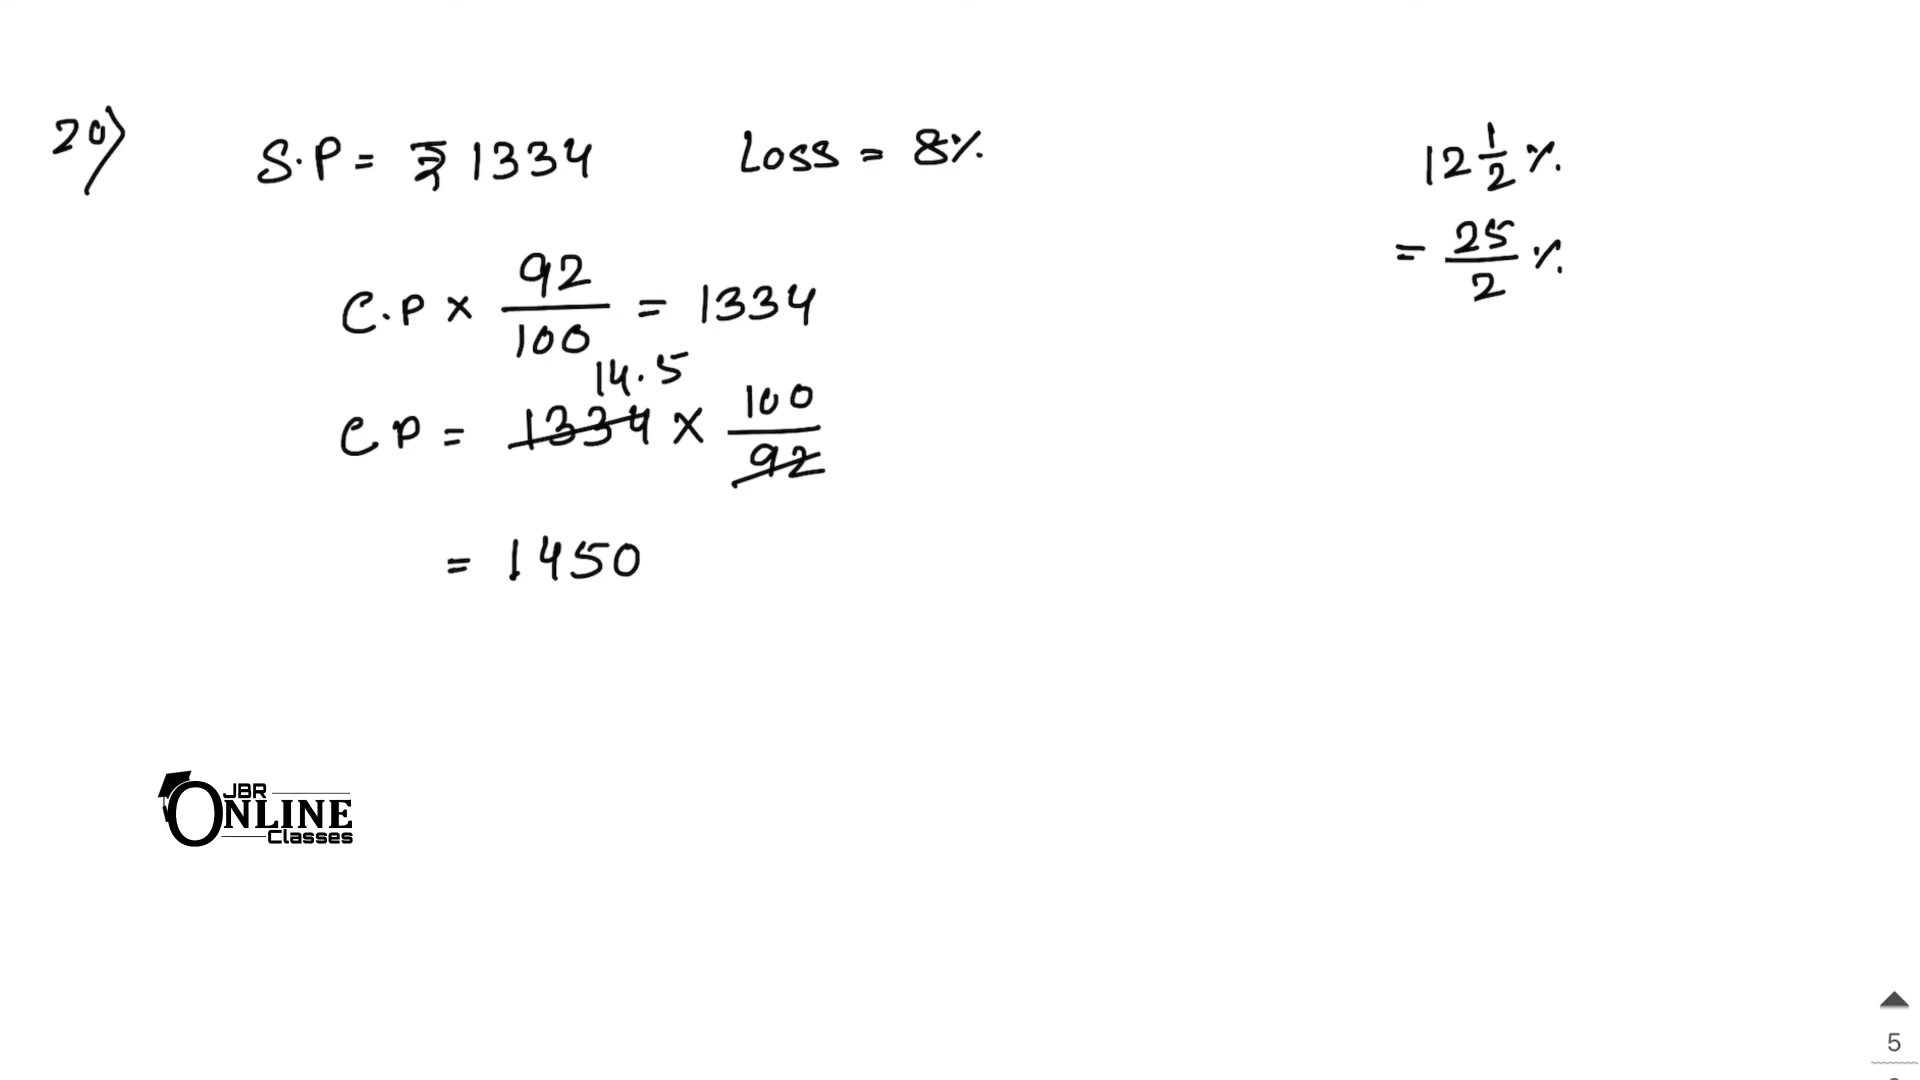 20)
S.P = ₹ 1334 Loss = 8%
C.P × 92/100 = 1334
14.5
CP = 1334 × 100/92
= 1450
12 1/2 %
= 25/2 %
JBR
ONLINE
Classes
5